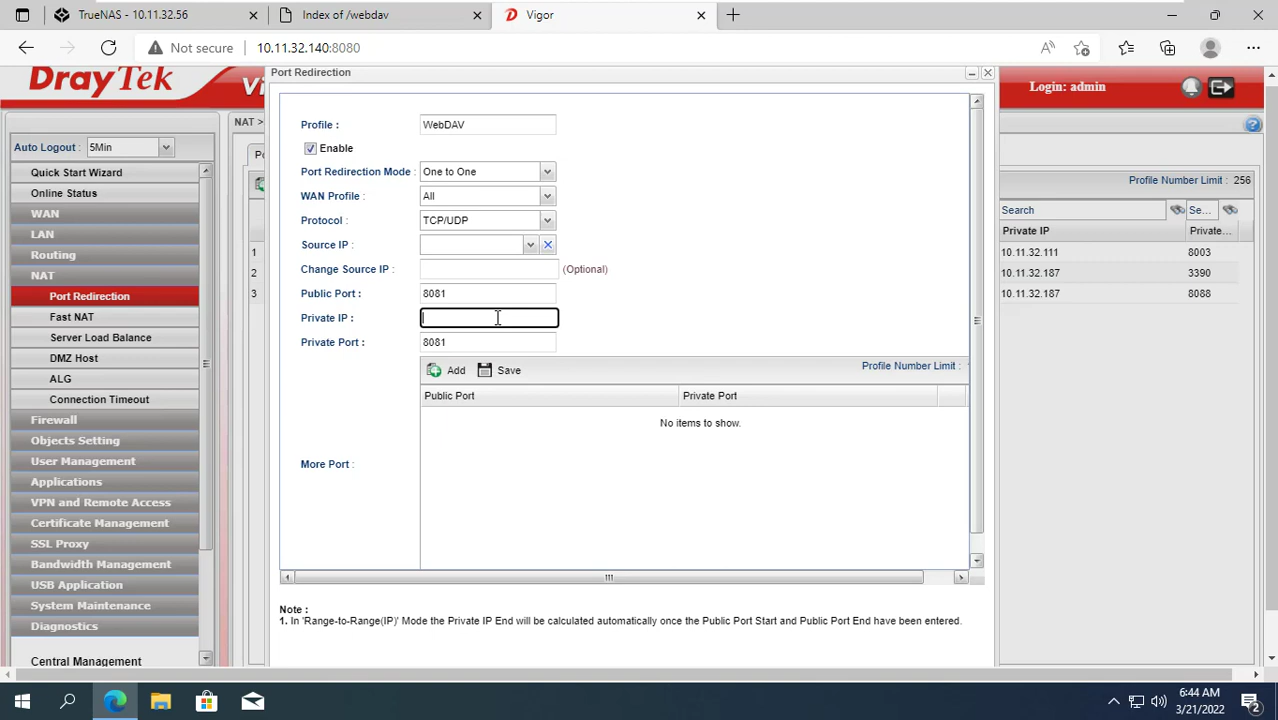 TrueNAS - 10.11.32.56
Index of /webdav
Vigor
Not secure
10.11.32.140:8080
DrayTek
Port Redirection
Login: admin
Auto Logout : 5Min
Quick Start Wizard
Online Status
WAN
LAN
Routing
NAT
Port Redirection
Fast NAT
Server Load Balance
DMZ Host
ALG
Connection Timeout
Firewall
Objects Setting
User Management
Applications
VPN and Remote Access
Certificate Management
SSL Proxy
Bandwidth Management
USB Application
System Maintenance
Diagnostics
Central Management
NAT >
Profile : WebDAV
Enable
Port Redirection Mode : One to One
WAN Profile : All
Protocol : TCP/UDP
Source IP :
Change Source IP : (Optional)
Public Port : 8081
Private IP :
Private Port : 8081
Add Save Profile Number Limit :
Public Port Private Port
No items to show.
More Port :
Note :
1. In 'Range-to-Range(IP)' Mode the Private IP End will be calculated automatically once the Public Port Start and Public Port End have been entered.
Profile Number Limit : 256
Search Se...
Private IP Private...
1 10.11.32.111 8003
2 10.11.32.187 3390
3 10.11.32.187 8088
6:44 AM
3/21/2022
2